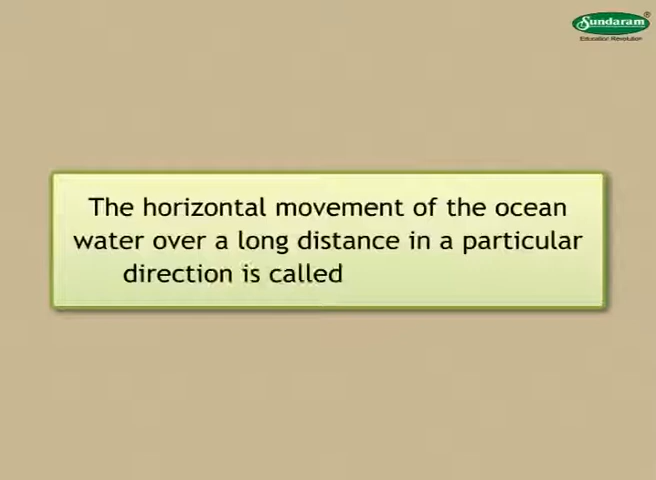 Sundaram®
Education Revolution
The horizontal movement of the ocean
water over a long distance in a particular
direction is called